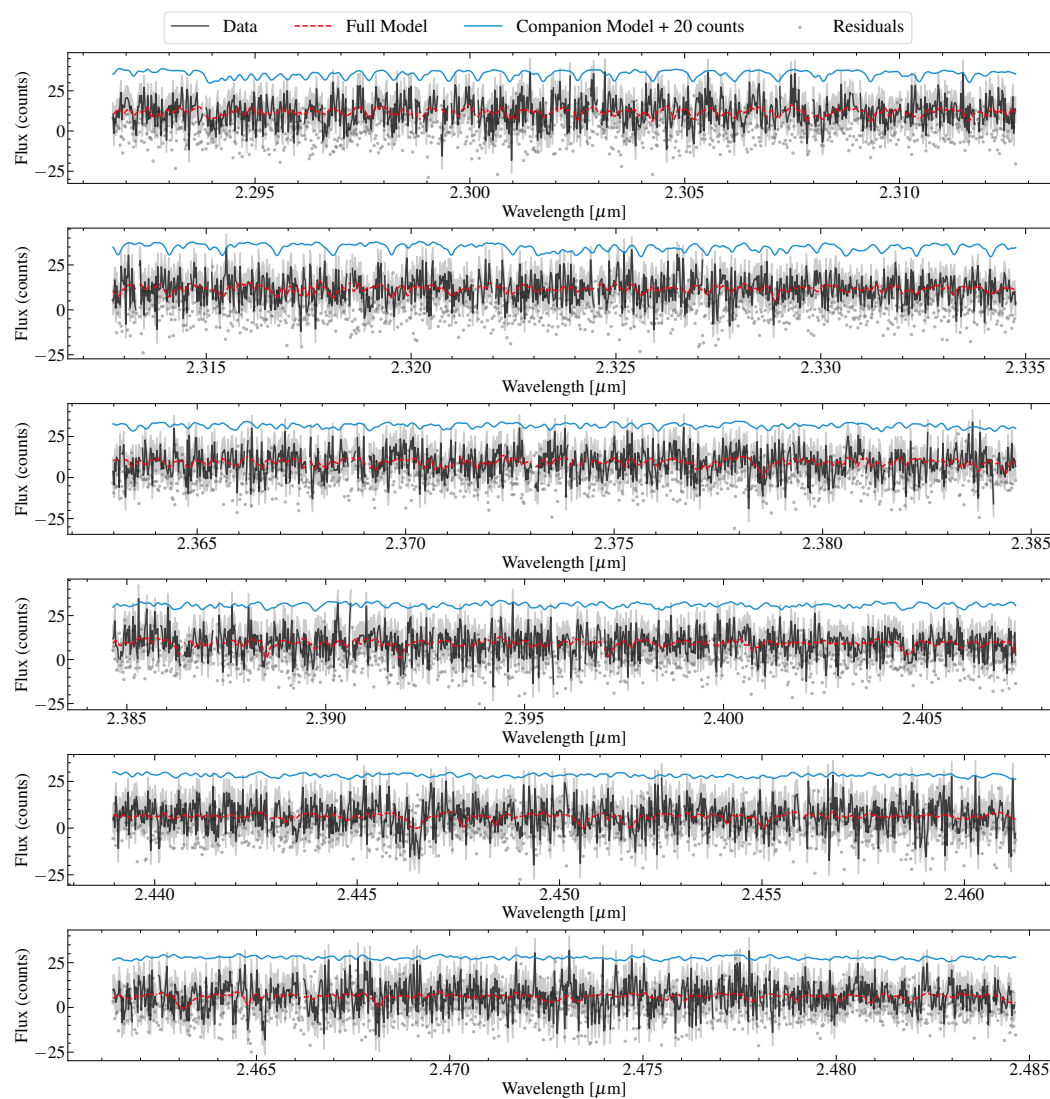 Data Full Model Companion Model + 20 counts Residuals
Flux (counts)
25
0
−25
2.295 2.300 2.305 2.310
Wavelength [μm]
Flux (counts)
25
0
−25
2.315 2.320 2.325 2.330 2.335
Wavelength [μm]
Flux (counts)
25
0
−25
2.365 2.370 2.375 2.380 2.385
Wavelength [μm]
Flux (counts)
25
0
−25
2.385 2.390 2.395 2.400 2.405
Wavelength [μm]
Flux (counts)
25
0
−25
2.440 2.445 2.450 2.455 2.460
Wavelength [μm]
Flux (counts)
25
0
−25
2.465 2.470 2.475 2.480 2.485
Wavelength [μm]